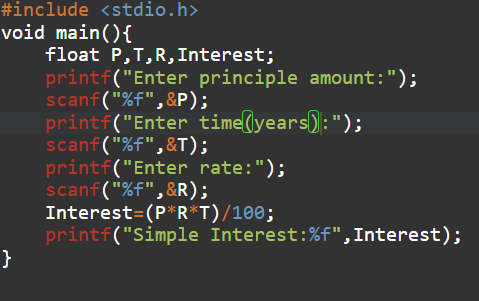 #include <stdio.h>
void main(){
    float P,T,R,Interest;
    printf("Enter principle amount:");
    scanf("%f",&P);
    printf("Enter time(years):");
    scanf("%f",&T);
    printf("Enter rate:");
    scanf("%f",&R);
    Interest=(P*R*T)/100;
    printf("Simple Interest:%f",Interest);
}